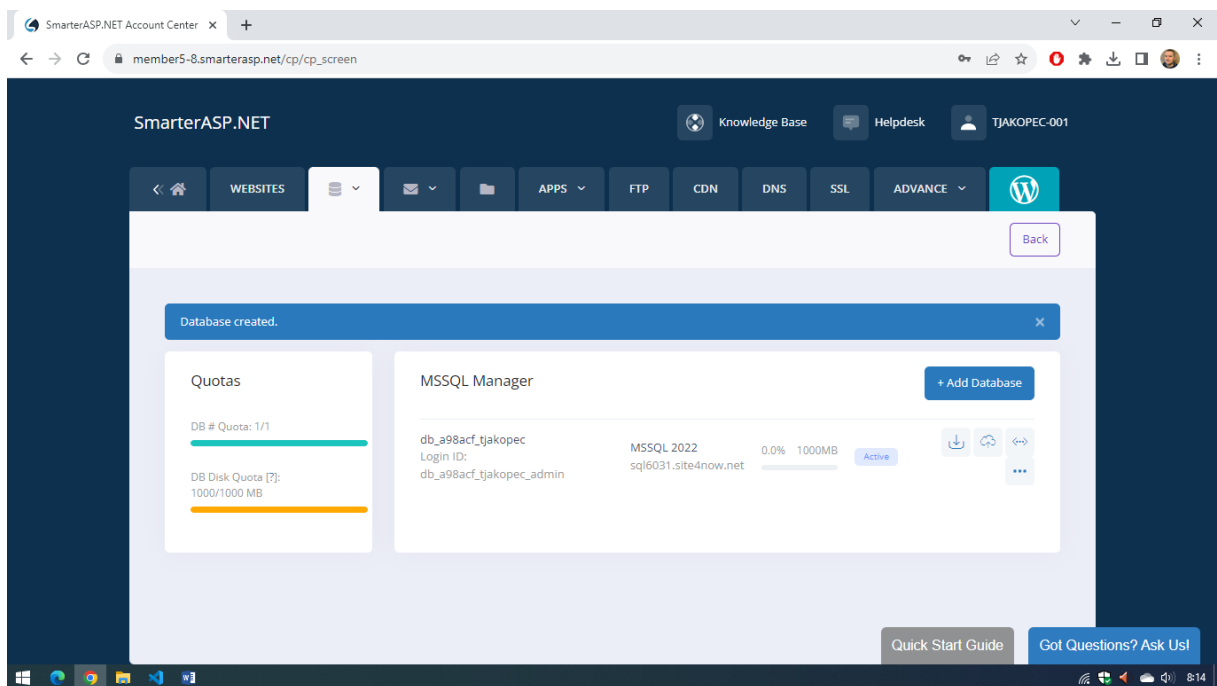 SmarterASP.NET Account Center
member5-8.smarterasp.net/cp/cp_screen
SmarterASP.NET
Knowledge Base
Helpdesk
TJAKOPEC-001
WEBSITES
APPS
FTP
CDN
DNS
SSL
ADVANCE
Back
Database created.
Quotas
DB # Quota: 1/1
DB Disk Quota [?]:
1000/1000 MB
MSSQL Manager
+ Add Database
db_a98acf_tjakopec
Login ID:
db_a98acf_tjakopec_admin
MSSQL 2022
sql6031.site4now.net
0.0% 1000MB
Active
Quick Start Guide
Got Questions? Ask Us!
8:14